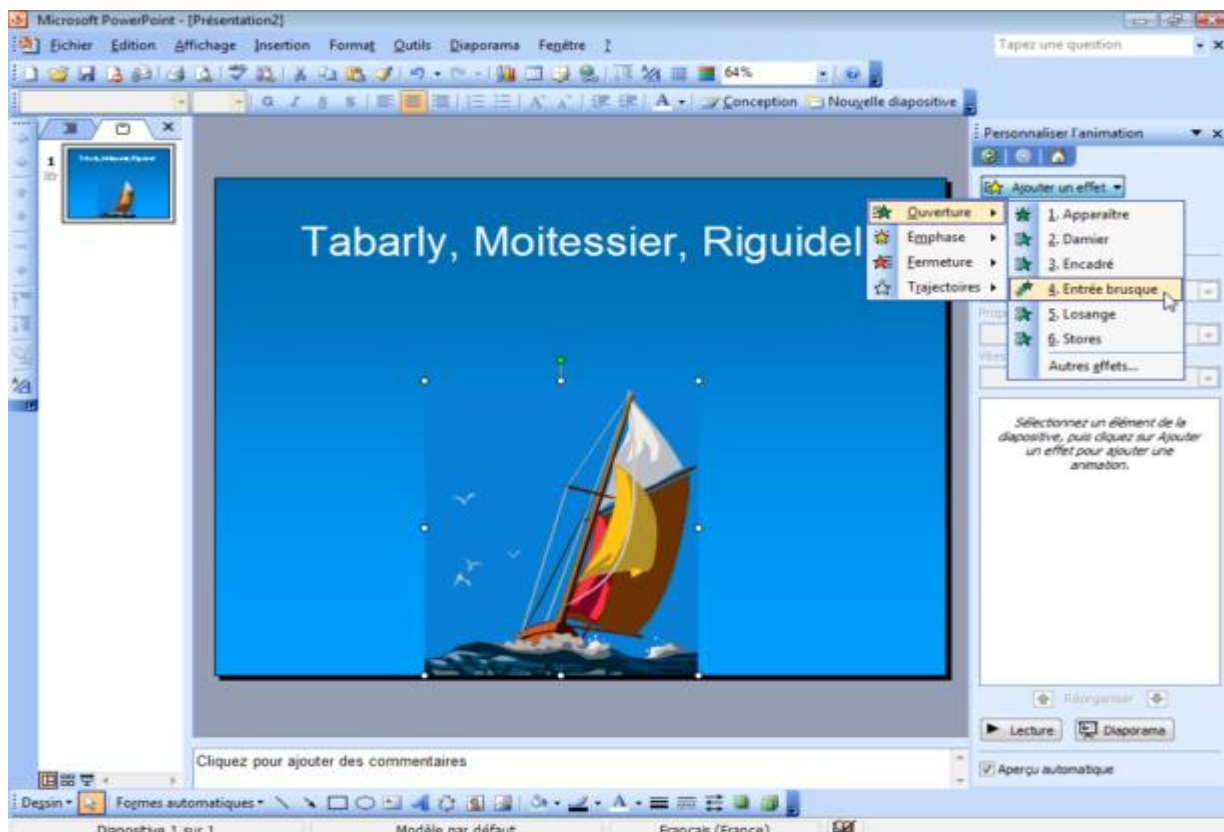 Microsoft PowerPoint - [Présentation2]
Fichier Edition Affichage Insertion Format Outils Diaporama Fenêtre ?
Tapez une question
64%
G I S S
Conception
Nouvelle diapositive
Personnaliser l'animation
1
Ajouter un effet
Tabarly, Moitessier, Riguidel
Ouverture
Emphase
Fermeture
Trajectoires
1. Apparaître
2. Damier
3. Encadré
4. Entrée brusque
5. Losange
6. Stores
Autres effets...
Sélectionnez un élément de la
diapositive, puis cliquez sur Ajouter
un effet pour ajouter une
animation.
Réorganiser
Lecture
Diaporama
Aperçu automatique
Cliquez pour ajouter des commentaires
Dessin
Formes automatiques
Diapositive 1 sur 1
Modèle par défaut
Français (France)